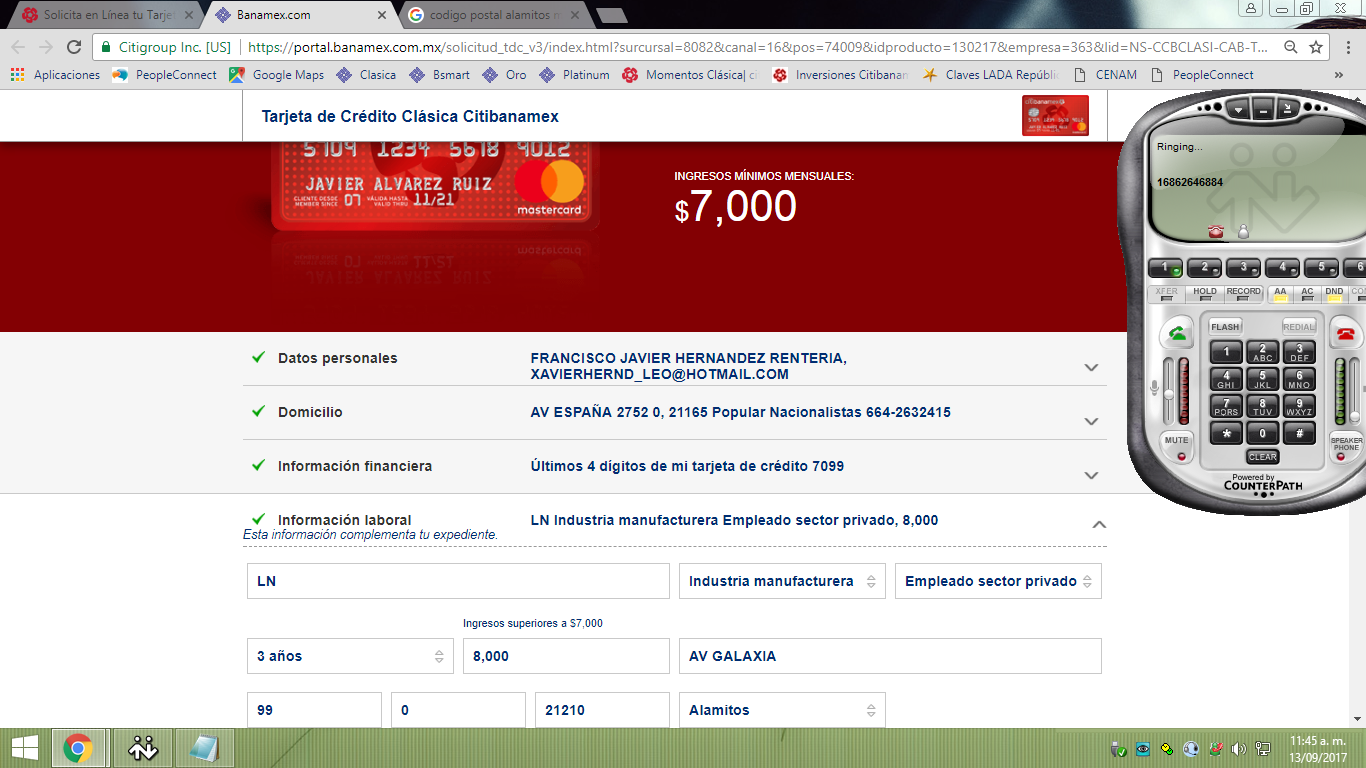 Solicita en Línea tu Tarjet
Banamex.com
codigo postal alamitos m
Citigroup Inc. [US]
https://portal.banamex.com.mx/solicitud_tdc_v3/index.html?surcursal=8082&canal=16&pos=74009&idproducto=130217&empresa=363&lid=NS-CCBCLASI-CAB-T...
Aplicaciones PeopleConnect Google Maps Clasica Bsmart Oro Platinum Momentos Clásica| ci Inversiones Citibanam Claves LADA Repúblic CENAM PeopleConnect »
Tarjeta de Crédito Clásica Citibanamex
5109 1234 5618 9012
JAVIER ALVAREZ RUIZ
CLIENTE DESDE
MEMBER SINCE 07 VÁLIDA HASTA
VALID THRU 11/21
mastercard
INGRESOS MÍNIMOS MENSUALES:
$7,000
Datos personales
FRANCISCO JAVIER HERNANDEZ RENTERIA,
XAVIERHERND_LEO@HOTMAIL.COM
Domicilio
AV ESPAÑA 2752 0, 21165 Popular Nacionalistas 664-2632415
Información financiera
Últimos 4 dígitos de mi tarjeta de crédito 7099
Información laboral
LN Industria manufacturera Empleado sector privado, 8,000
Esta información complementa tu expediente.
LN
Industria manufacturera
Empleado sector privado
Ingresos superiores a $7,000
3 años
8,000
AV GALAXIA
99
0
21210
Alamitos
Ringing...
16862646884
1 2 3 4 5 6
XFER HOLD RECORD AA AC DND CON
FLASH REDIAL
1 2 ABC 3 DEF
4 GHI 5 JKL 6 MNO
7 PQRS 8 TUV 9 WXYZ
* 0 #
MUTE
SPEAKER
PHONE
CLEAR
Powered by
COUNTERPATH
11:45 a. m.
13/09/2017